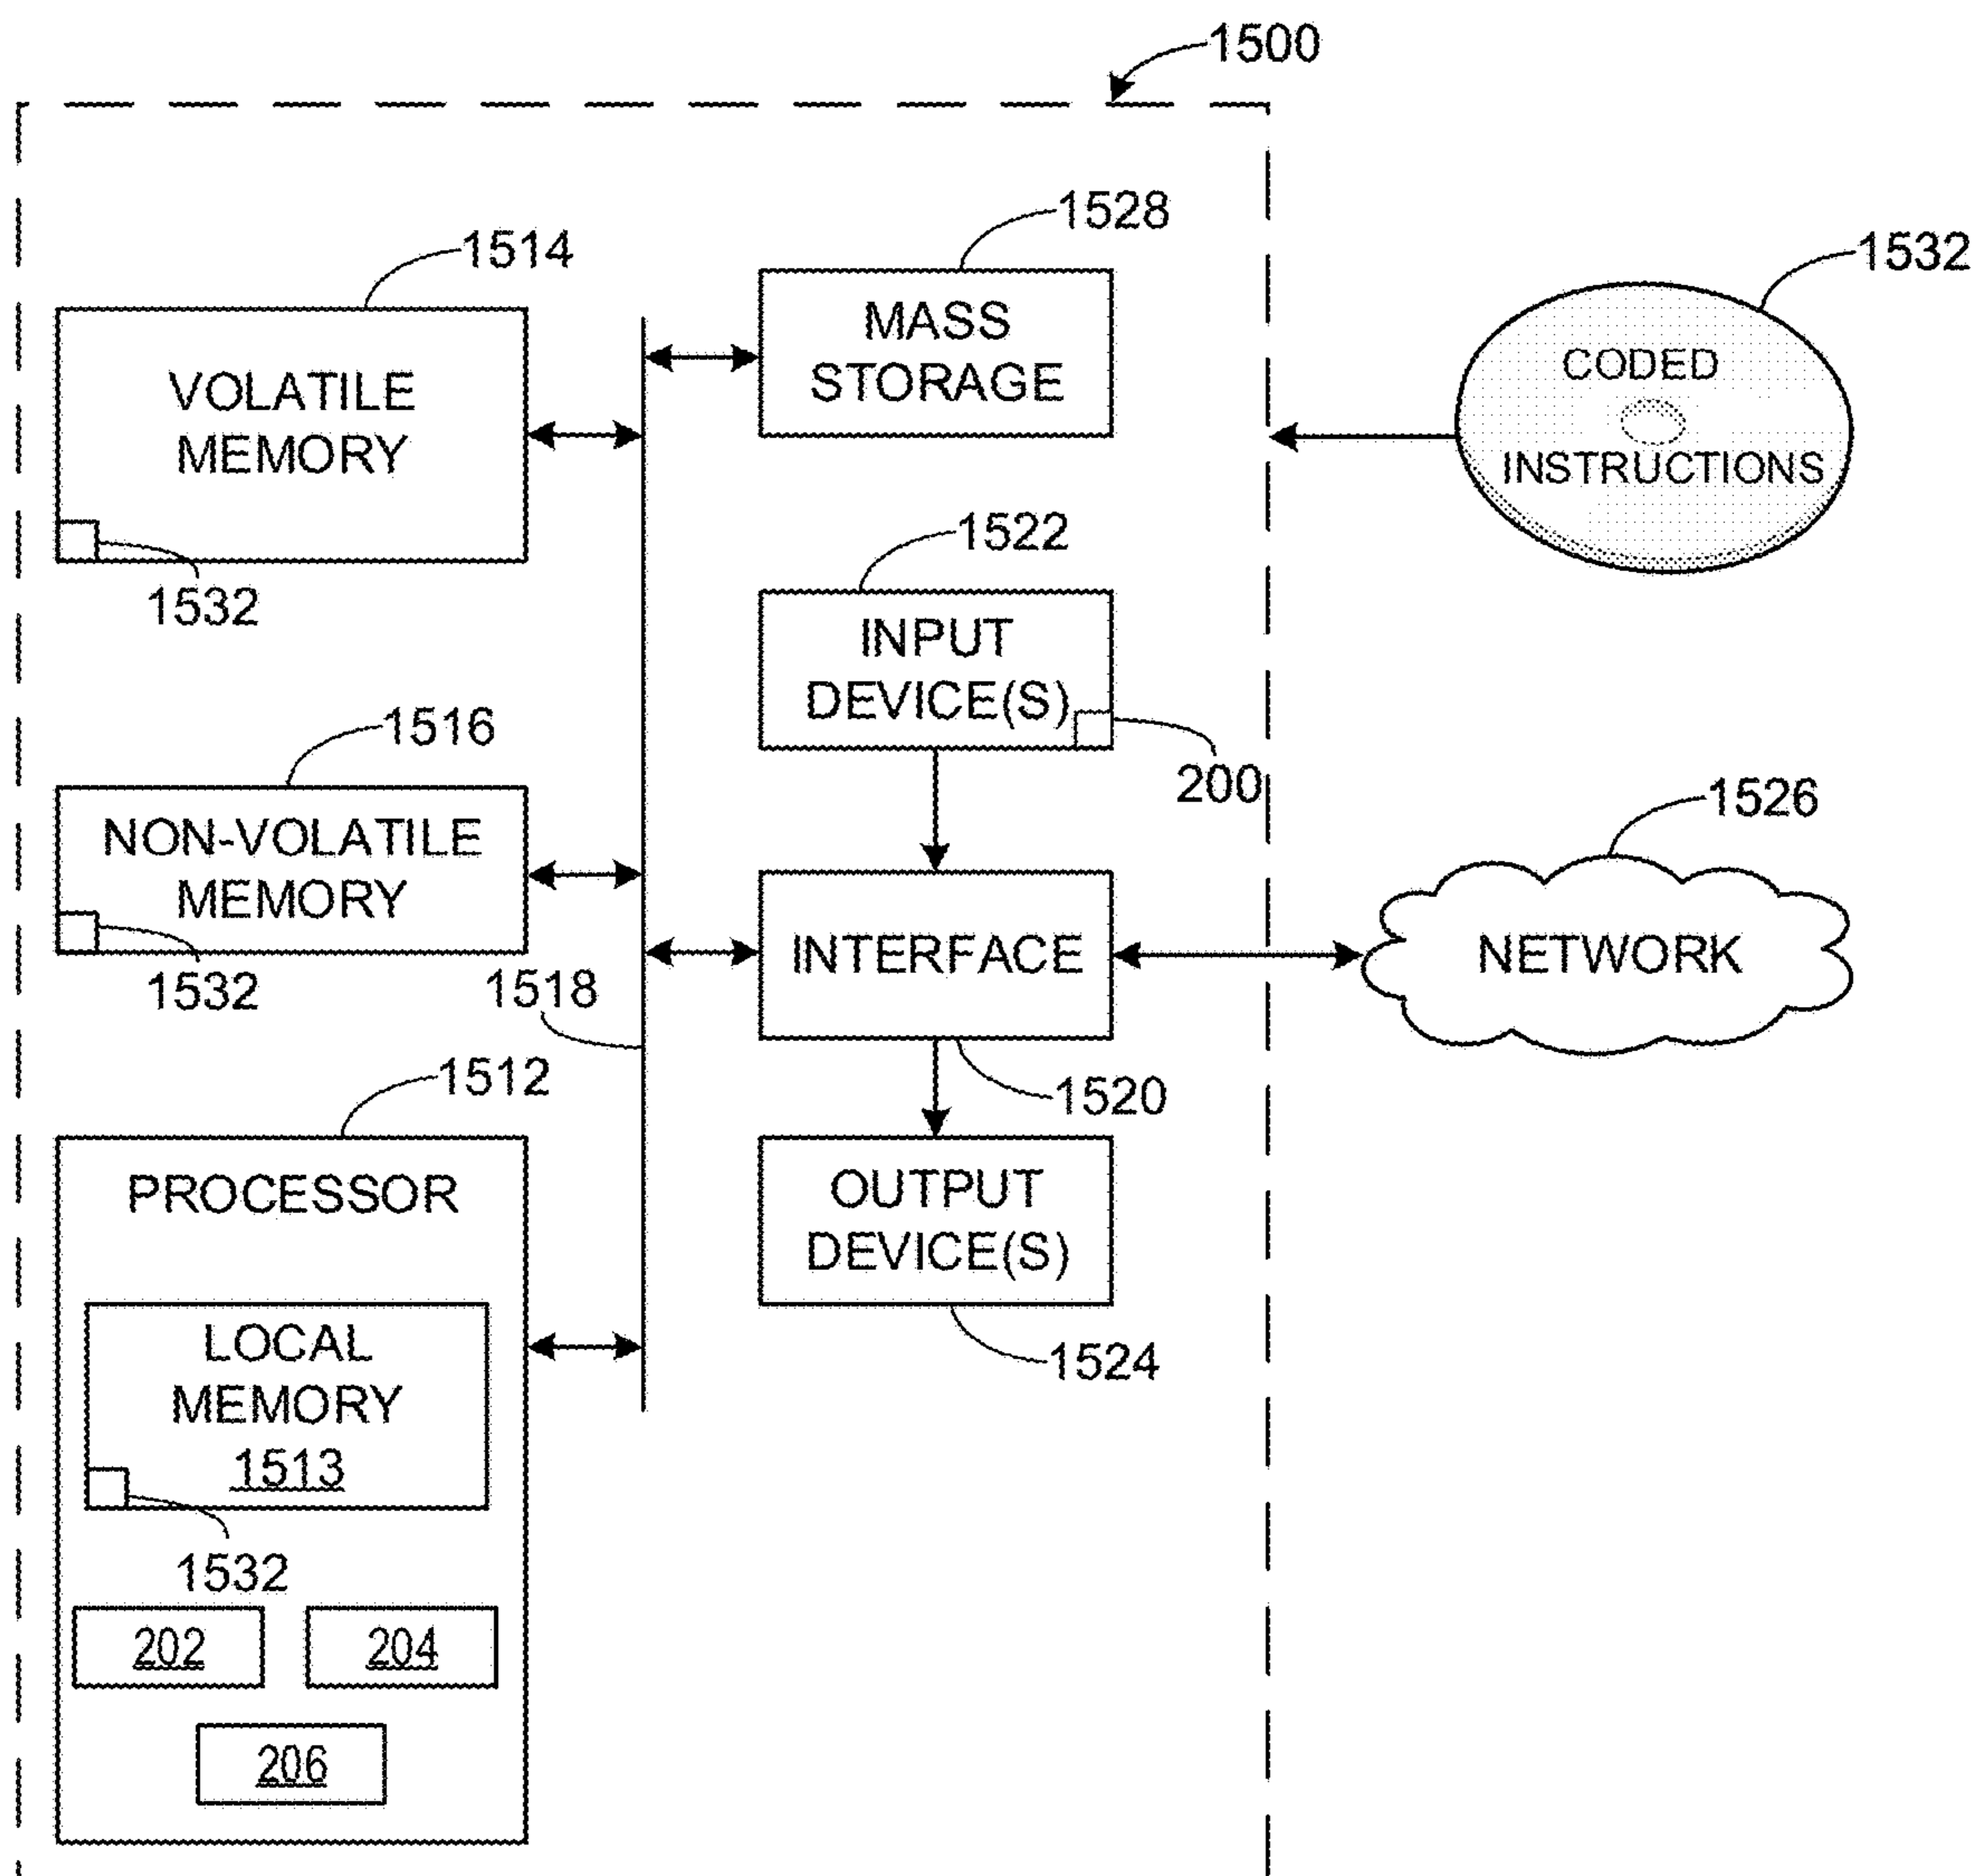 1500
1528
1514
1532
MASS
STORAGE
VOLATILE
MEMORY
CODED
INSTRUCTIONS
1522
1532
INPUT
DEVICE(S)
1516
200
1526
NON-VOLATILE
MEMORY
INTERFACE
NETWORK
1532
1518
1512
1520
PROCESSOR
OUTPUT
DEVICE(S)
LOCAL
MEMORY
1513
1524
1532
202
204
206